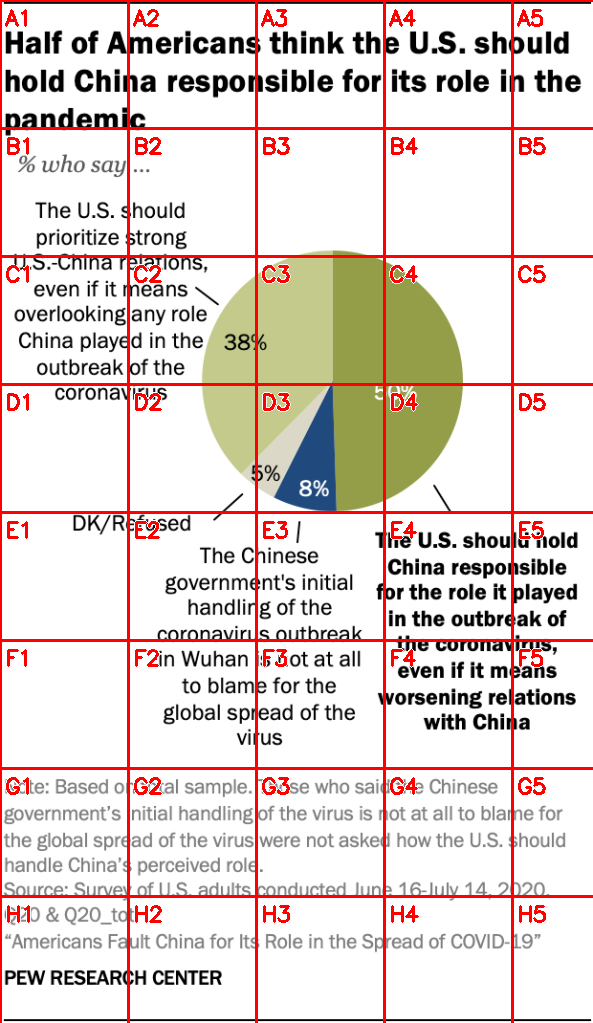 Half of Americans think the U.S. should
hold China responsible for its role in the
pandemic
% who say ...
The U.S. should
prioritize strong
U.S.-China relations,
even if it means
overlooking any role
China played in the
outbreak of the
coronavirus
38%
50%
5%
8%
DK/Refused
The Chinese
government's initial
handling of the
coronavirus outbreak
in Wuhan is not at all
to blame for the
global spread of the
virus
The U.S. should hold
China responsible
for the role it played
in the outbreak of
the coronavirus,
even if it means
worsening relations
with China
Note: Based on total sample. Those who said the Chinese
government's initial handling of the virus is not at all to blame for
the global spread of the virus were not asked how the U.S. should
handle China's perceived role.
Source: Survey of U.S. adults conducted June 16-July 14, 2020.
Q20 & Q20_tot
“Americans Fault China for Its Role in the Spread of COVID-19”
PEW RESEARCH CENTER
A1 A2 A3 A4 A5
B1 B2 B3 B4 B5
C1 C2 C3 C4 C5
D1 D2 D3 D4 D5
E1 E2 E3 E4 E5
F1 F2 F3 F4 F5
G1 G2 G3 G4 G5
H1 H2 H3 H4 H5